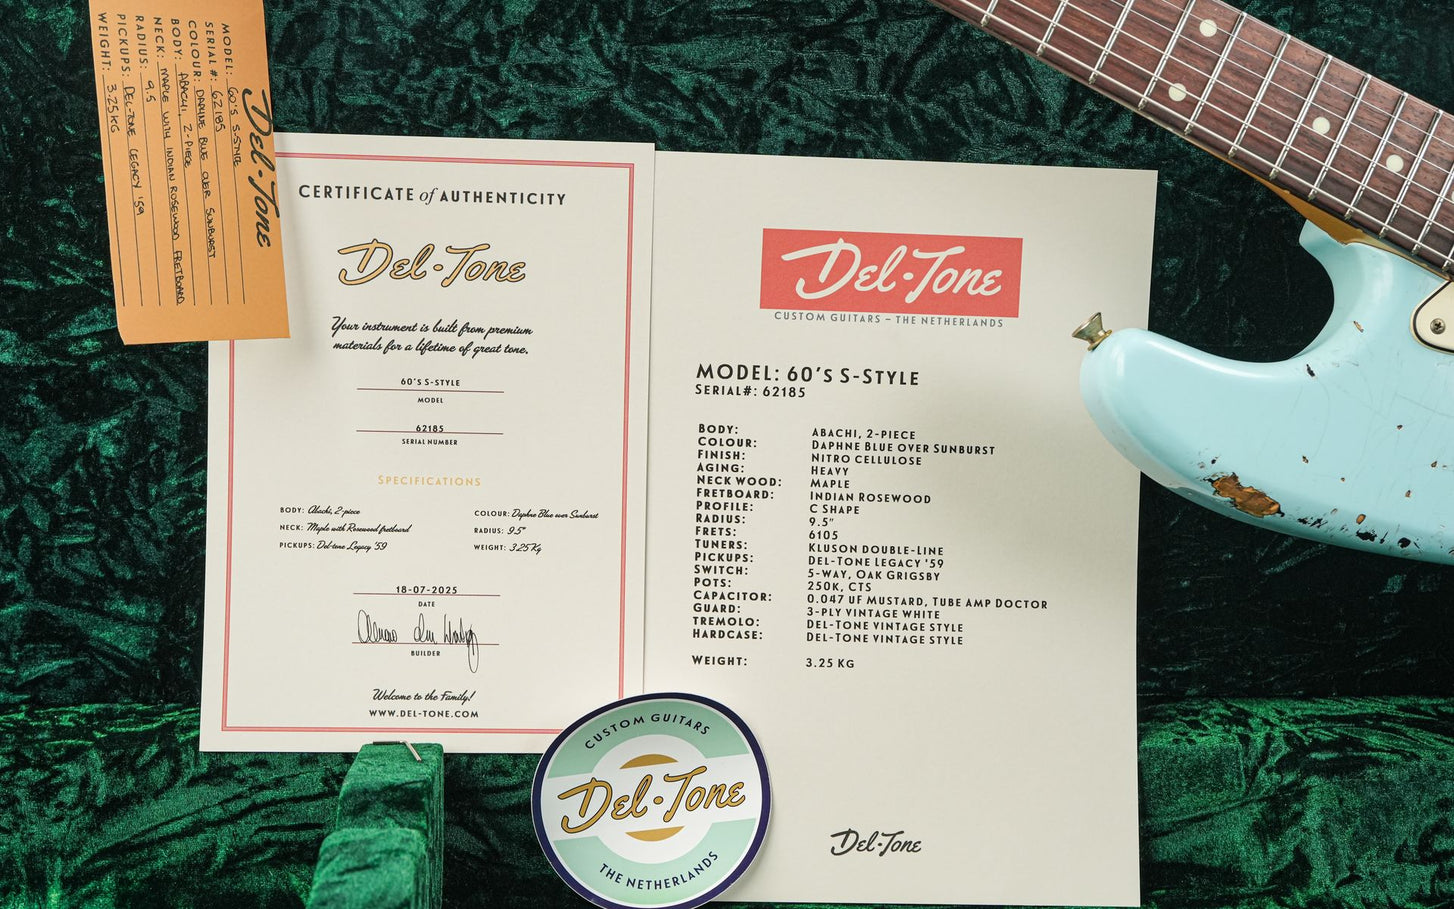 Del-Tone
MODEL: 60'S S-STYLE
SERIAL #: 62185
COLOUR: DAPHNE BLUE OVER SUNBURST
BODY: ABACHI, 2-PIECE
NECK: MAPLE WITH INDIAN ROSEWOOD FRETBOARD
RADIUS: 9.5
PICKUPS: DEL-TONE LEGACY '59
WEIGHT: 3.25KG
CERTIFICATE of AUTHENTICITY
Del-Tone
Your instrument is built from premium
materials for a lifetime of great tone.
60'S S-STYLE
MODEL
62185
SERIAL NUMBER
SPECIFICATIONS
BODY: Abachi, 2-piece
NECK: Maple with Rosewood fretboard
PICKUPS: Del-tone Legacy '59
COLOUR: Daphne Blue over Sunburst
RADIUS: 9.5"
WEIGHT: 3.25Kg
18-07-2025
DATE
BUILDER
Welcome to the Family!
WWW.DEL-TONE.COM
Del-Tone
CUSTOM GUITARS – THE NETHERLANDS
MODEL: 60'S S-STYLE
SERIAL#: 62185
BODY: ABACHI, 2-PIECE
COLOUR: DAPHNE BLUE OVER SUNBURST
FINISH: NITRO CELLULOSE
AGING: HEAVY
NECK WOOD: MAPLE
FRETBOARD: INDIAN ROSEWOOD
PROFILE: C SHAPE
RADIUS: 9.5"
FRETS: 6105
TUNERS: KLUSON DOUBLE-LINE
PICKUPS: DEL-TONE LEGACY '59
SWITCH: 5-WAY, OAK GRIGSBY
POTS: 250K, CTS
CAPACITOR: 0.047 UF MUSTARD, TUBE AMP DOCTOR
GUARD: 3-PLY VINTAGE WHITE
TREMOLO: DEL-TONE VINTAGE STYLE
HARDCASE: DEL-TONE VINTAGE STYLE
WEIGHT: 3.25 KG
Del-Tone
CUSTOM GUITARS
Del-Tone
THE NETHERLANDS